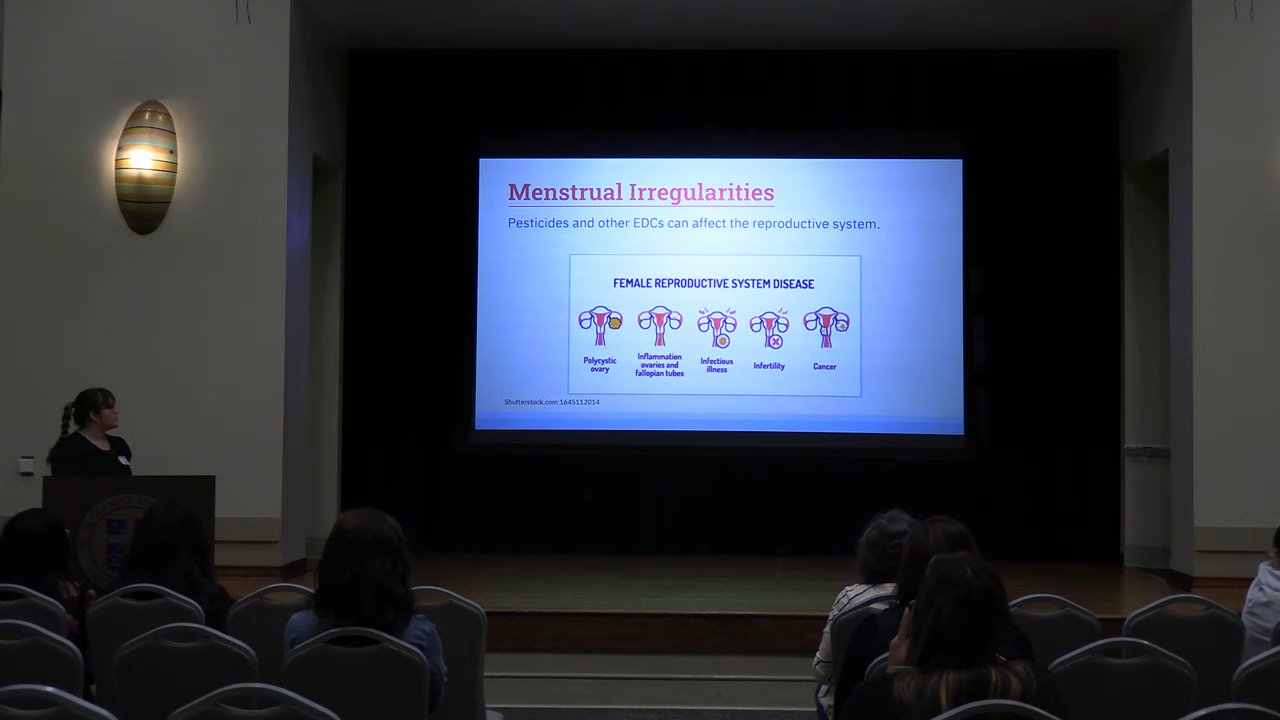 Menstrual Irregularities
Pesticides and other EDCs can affect the reproductive system.
FEMALE REPRODUCTIVE SYSTEM DISEASE
Polycystic
ovary
Inflammation
ovaries and
fallopian tubes
Infectious
illness
Infertility
Cancer
Shutterstock.com 1645112014